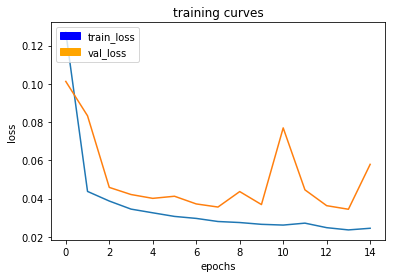 training curves
train_loss
val_loss
0.12
0.10
0.08
0.06
0.04
0.02
loss
0 2 4 6 8 10 12 14
epochs